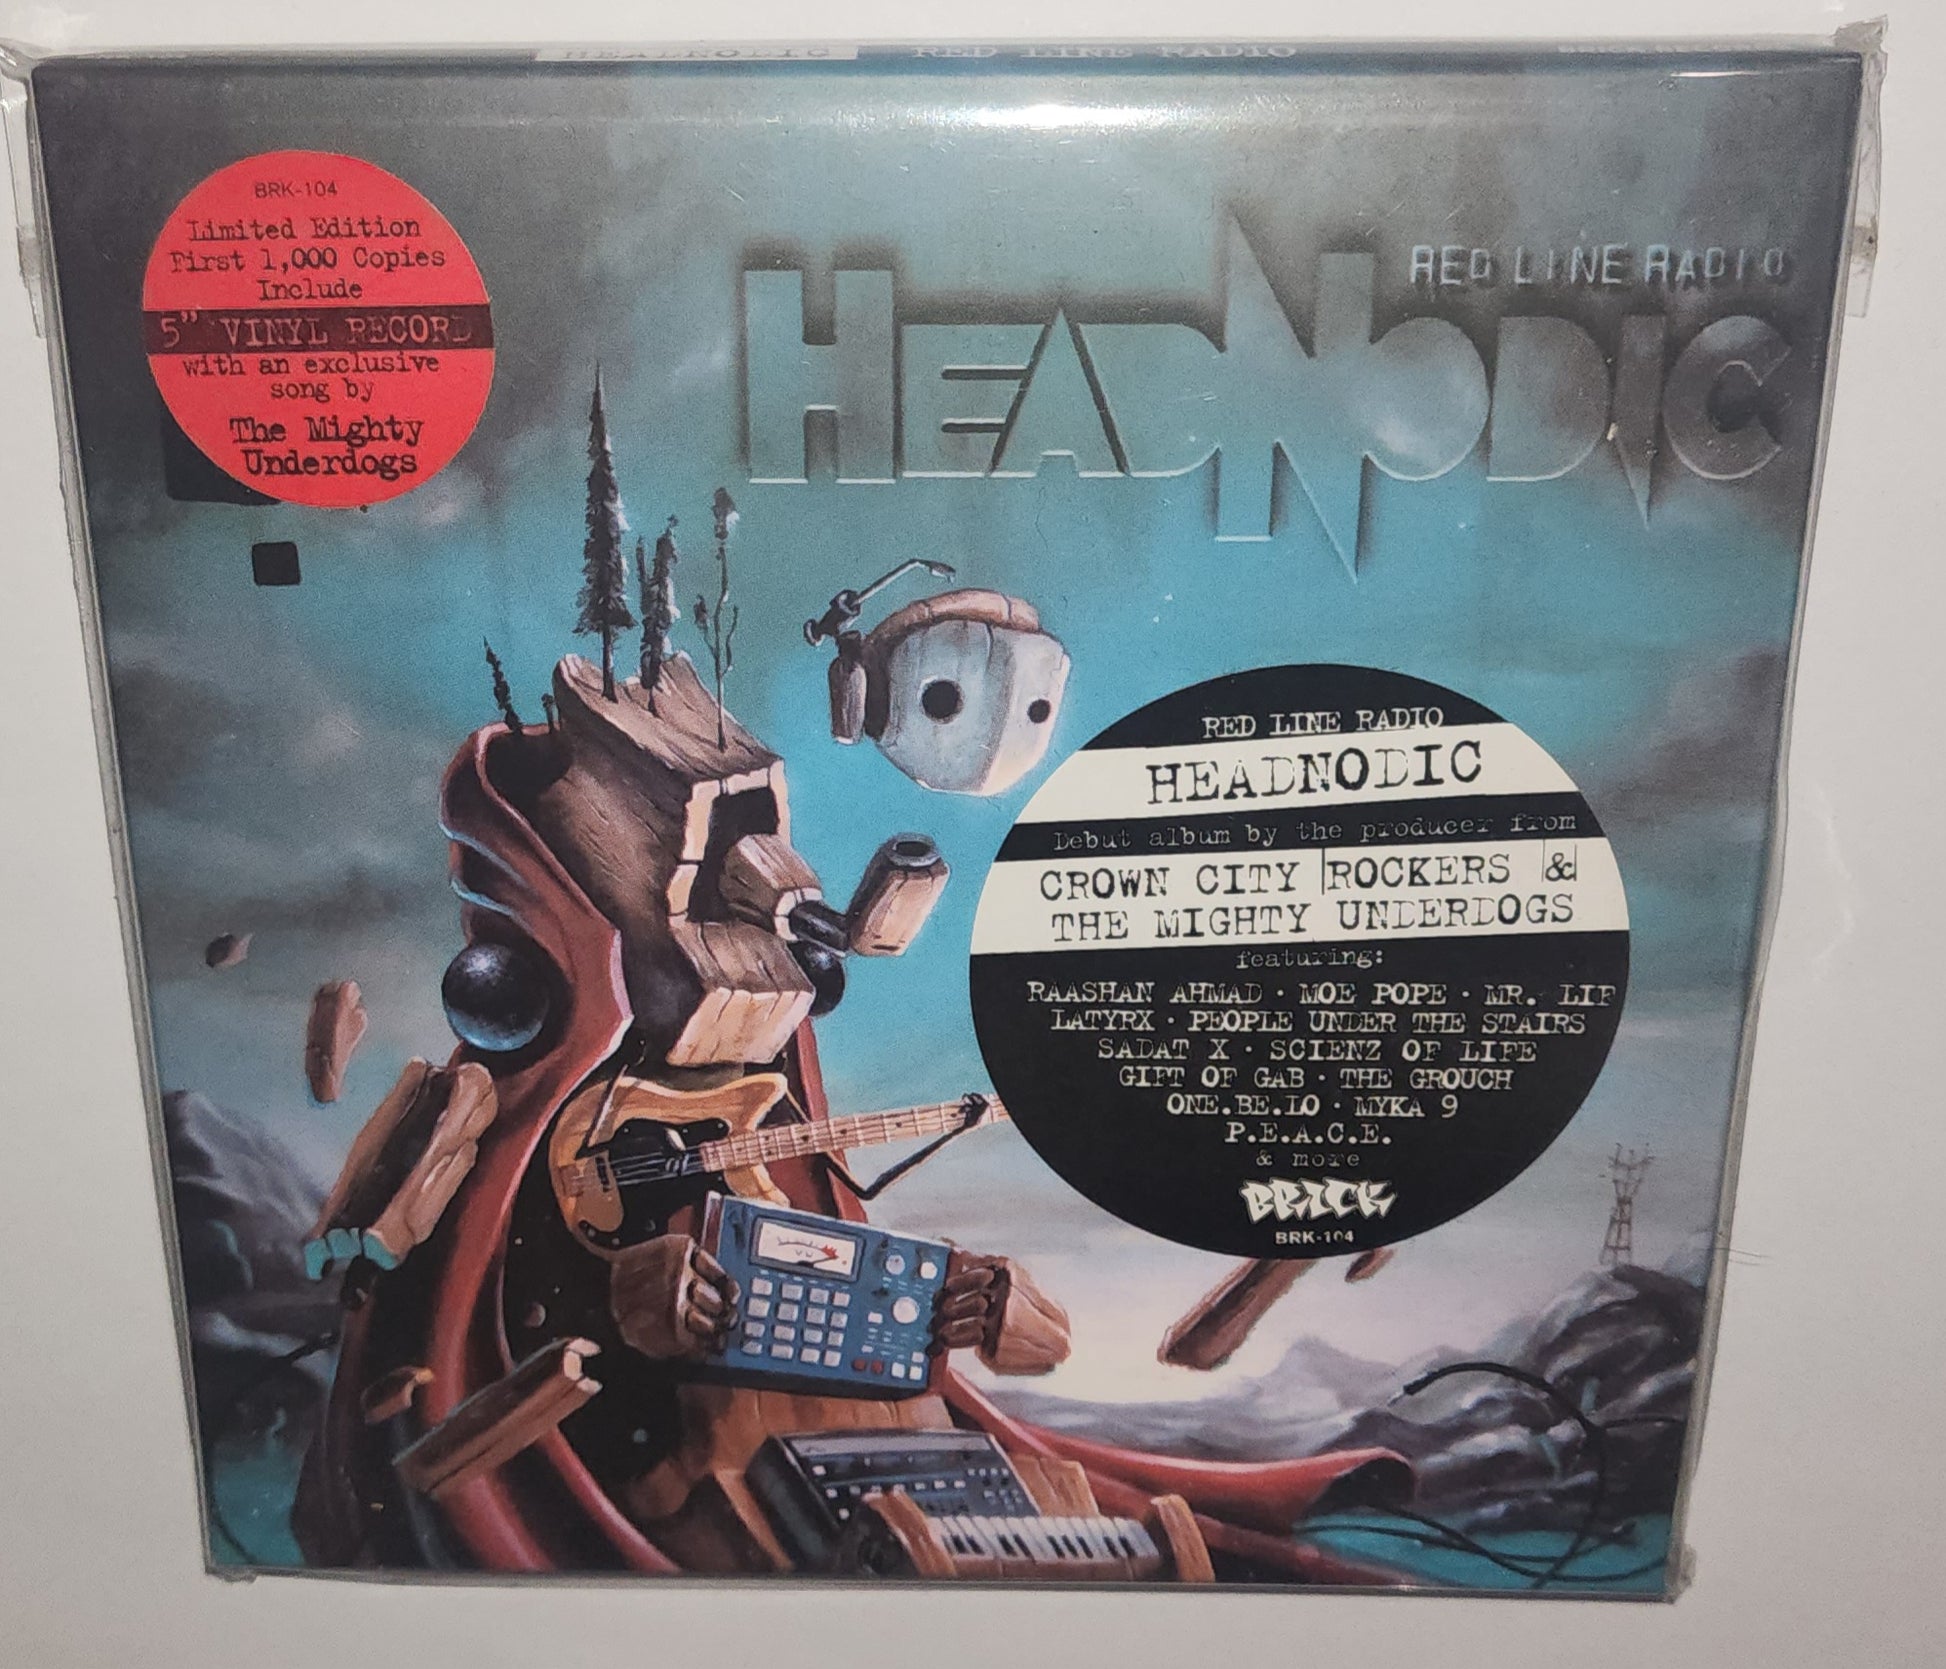 HEADNODIC RED LINE RADIO
BRK-104
Limited Edition
First 1,000 Copies
Include
5" VINYL RECORD
with an exclusive
song by
The Mighty
Underdogs
RED LINE RADIO
HEADNODIC
RED LINE RADIO
HEADNODIC
Debut album by the producer from
CROWN CITY ROCKERS &
THE MIGHTY UNDERDOGS
featuring:
RAASHAN AHMAD · MOE POPE · MR. LIF
LATYRX · PEOPLE UNDER THE STAIRS
SADAT X · SCIENZ OF LIFE
GIFT OF GAB · THE GROUCH
ONE.BE.LO · MYKA 9
P.E.A.C.E.
& more
BRICK
BRK-104
VU